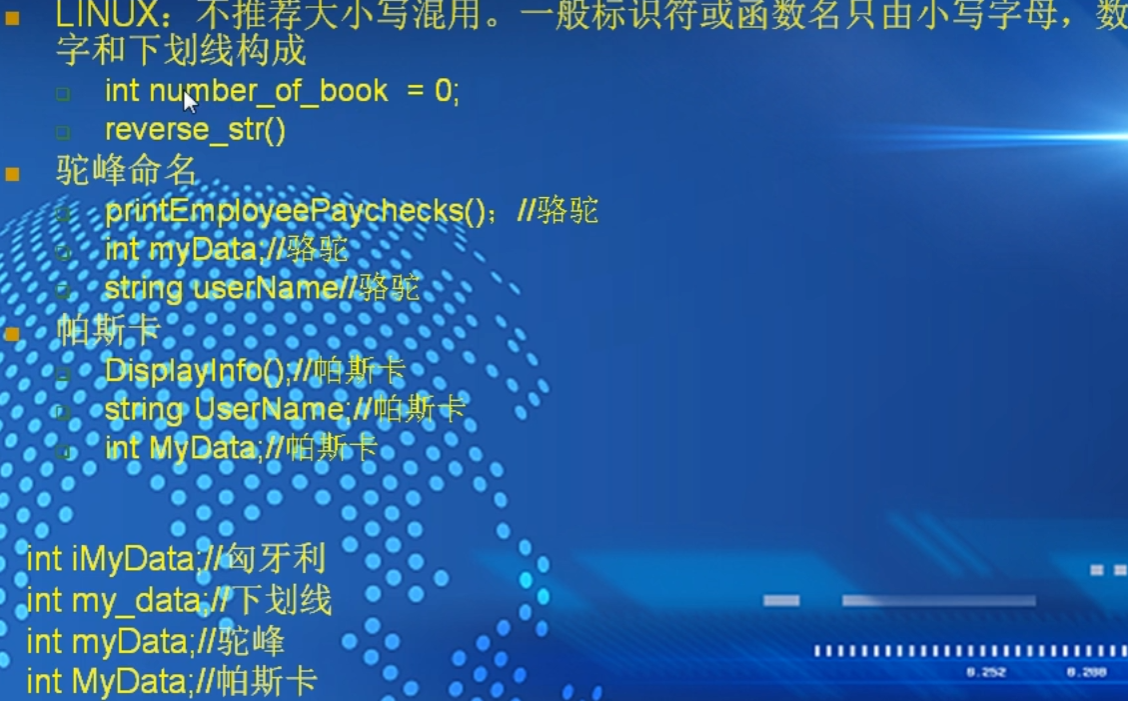 LINUX：不推荐大小写混用。一般标识符或函数名只由小写字母，数
字和下划线构成
int number_of_book = 0;
reverse_str()
驼峰命名
printEmployeePaychecks()；//骆驼
int myData;//骆驼
string userName//骆驼
帕斯卡
DisplayInfo();//帕斯卡
string UserName;//帕斯卡
int MyData;//帕斯卡
int iMyData;//匈牙利
int my_data;//下划线
int myData;//驼峰
int MyData;//帕斯卡
0.252 0.208